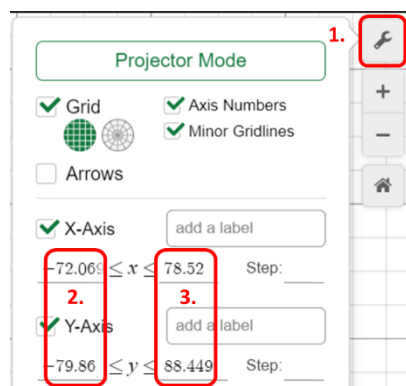 1.
Projector Mode
Grid
Axis Numbers
Minor Gridlines
+
−
Arrows
X-Axis
add a label
−72.069 ≤ x ≤ 78.52
Step:
2.
3.
Y-Axis
add a label
−79.86 ≤ y ≤ 88.449
Step: